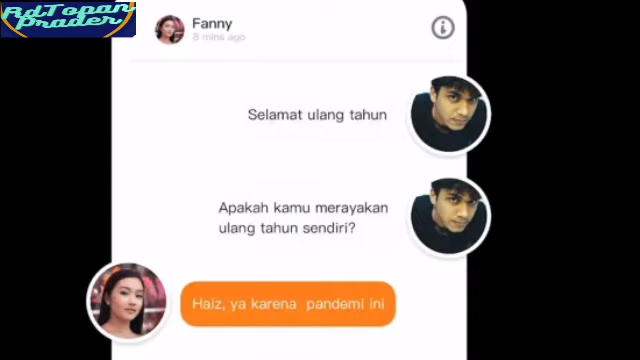 RdTopan
Prader
Fanny
8 mins ago
Selamat ulang tahun
Apakah kamu merayakan
ulang tahun sendiri?
Haiz, ya karena pandemi ini